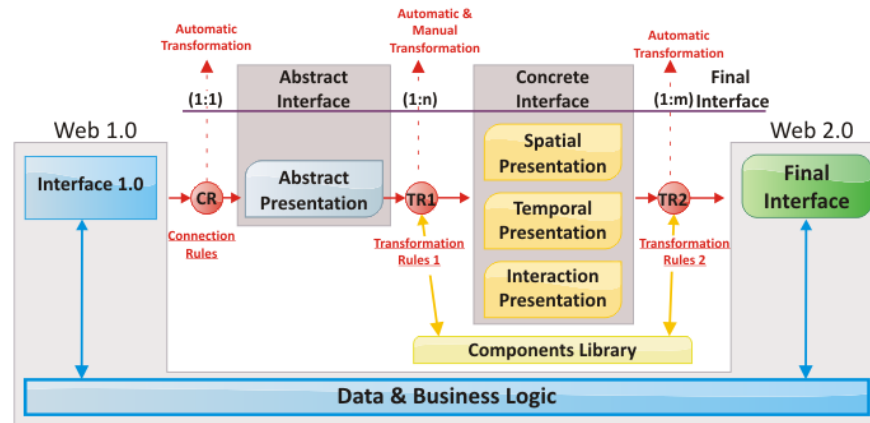 Automatic
Transformation
Automatic &
Manual
Transformation
Automatic
Transformation
Abstract
Interface
Concrete
Interface
Final
Interface
(1:1)
(1:n)
(1:m)
Web 1.0
Web 2.0
Interface 1.0
CR
Abstract
Presentation
TR1
Spatial
Presentation
Temporal
Presentation
Interaction
Presentation
TR2
Final
Interface
Connection
Rules
Transformation
Rules 1
Transformation
Rules 2
Components Library
Data & Business Logic